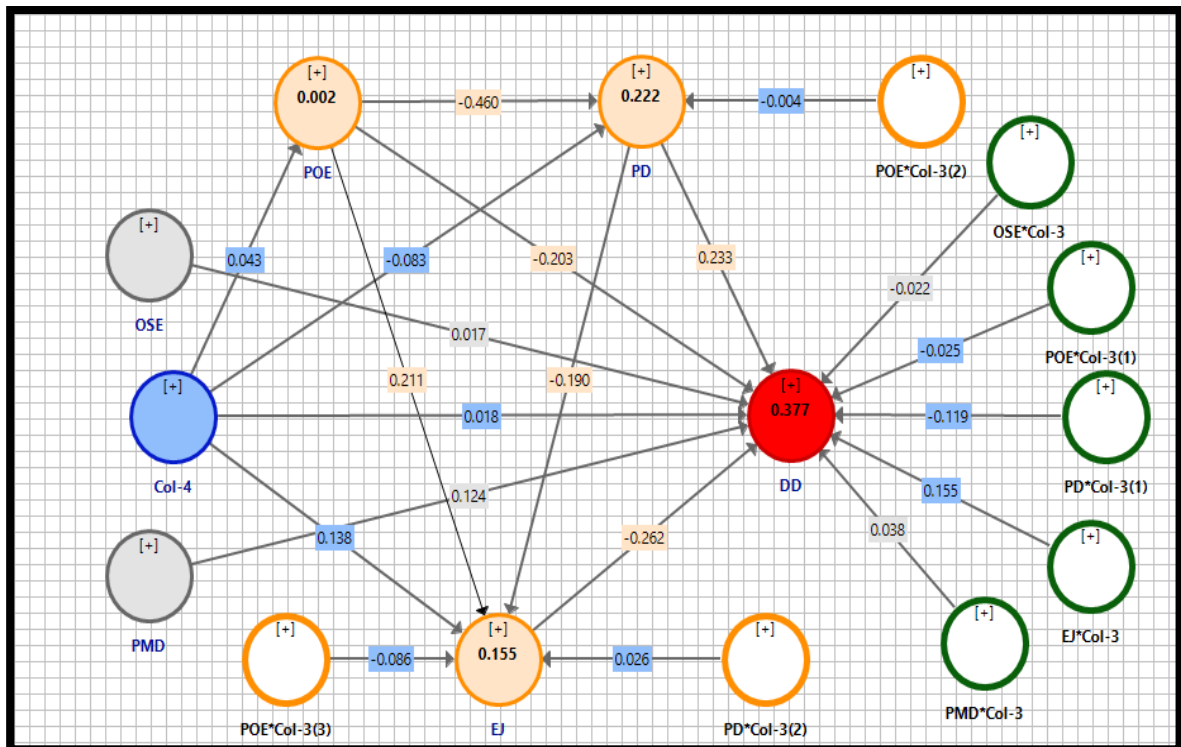 [+]
0.002
POE
-0.460
[+]
0.222
PD
-0.004
[+]
POE*Col-3(2)
[+]
OSE*Col-3
[+]
OSE
0.043
-0.083
-0.203
0.233
-0.022
[+]
POE*Col-3(1)
0.017
-0.025
0.211
-0.190
[+]
Col-4
0.018
[+]
0.377
DD
-0.119
[+]
PD*Col-3(1)
0.124
0.155
[+]
PMD
0.138
-0.262
0.038
[+]
EJ*Col-3
[+]
POE*Col-3(3)
-0.086
[+]
0.155
EJ
0.026
[+]
PD*Col-3(2)
[+]
PMD*Col-3